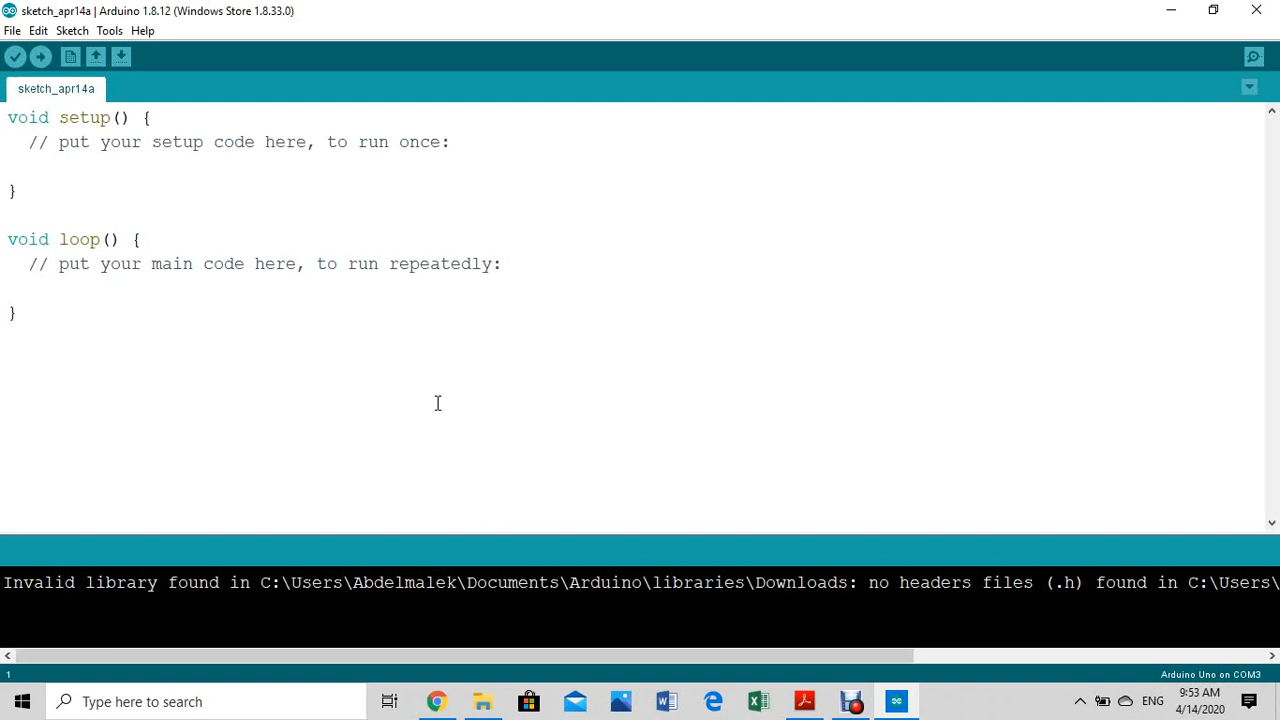 sketch_apr14a | Arduino 1.8.12 (Windows Store 1.8.33.0)
File Edit Sketch Tools Help
sketch_apr14a
void setup() {
// put your setup code here, to run once:
}
void loop() {
// put your main code here, to run repeatedly:
}
Invalid library found in C:\Users\Abdelmalek\Documents\Arduino\libraries\Downloads: no headers files (.h) found in C:\Users\
1
Arduino Uno on COM3
Type here to search
ENG
9:53 AM
4/14/2020